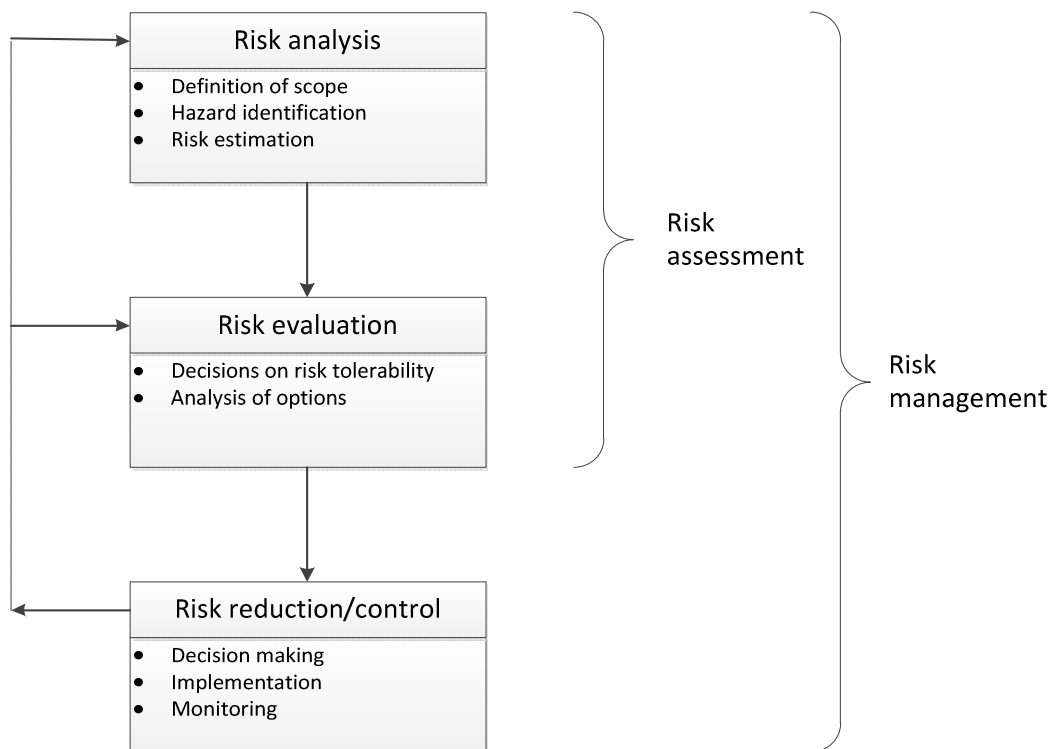 Risk analysis
● Definition of scope
● Hazard identification
● Risk estimation
Risk
assessment
Risk evaluation
● Decisions on risk tolerability
● Analysis of options
Risk
management
Risk reduction/control
● Decision making
● Implementation
● Monitoring